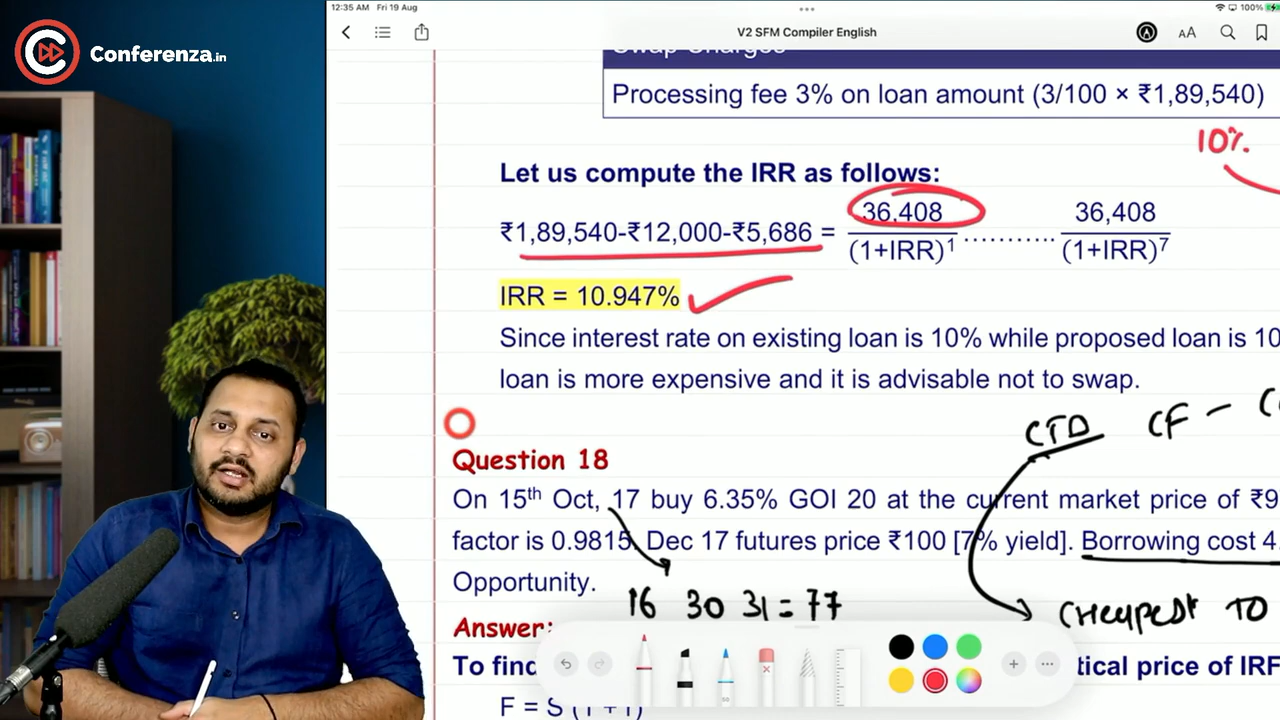 12:35 AM Fri 19 Aug
100%
Conferenza.in
V2 SFM Compiler English
AA
Swap Charges
Processing fee 3% on loan amount (3/100 × ₹1,89,540)
10%.
Let us compute the IRR as follows:
₹1,89,540-₹12,000-₹5,686 = 36,408/(1+IRR)¹ ........... 36,408/(1+IRR)⁷
IRR = 10.947%
Since interest rate on existing loan is 10% while proposed loan is 10
loan is more expensive and it is advisable not to swap.
CTD CF –
Question 18
On 15th Oct, 17 buy 6.35% GOI 20 at the current market price of ₹9
factor is 0.9815. Dec 17 futures price ₹100 [7% yield]. Borrowing cost 4.
Opportunity.
16 30 31 = 77
Cheapest TO
Answer:
To find
tical price of IRF
F = S (1 + r)